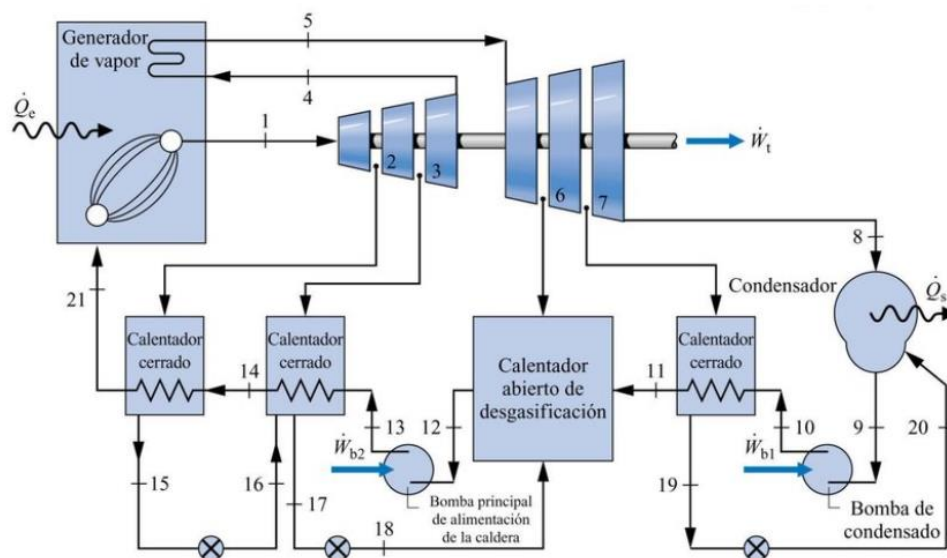 5
Generador
de vapor
4
Q̇e
1
2
3
6
7
Ẇt
8
Condensador
Q̇s
21
Calentador
cerrado
Calentador
cerrado
Calentador
abierto de
desgasificación
Calentador
cerrado
14
13
12
11
10
9
20
Ẇb2
Ẇb1
15
16
17
18
19
Bomba principal
de alimentación
de la caldera
Bomba de
condensado